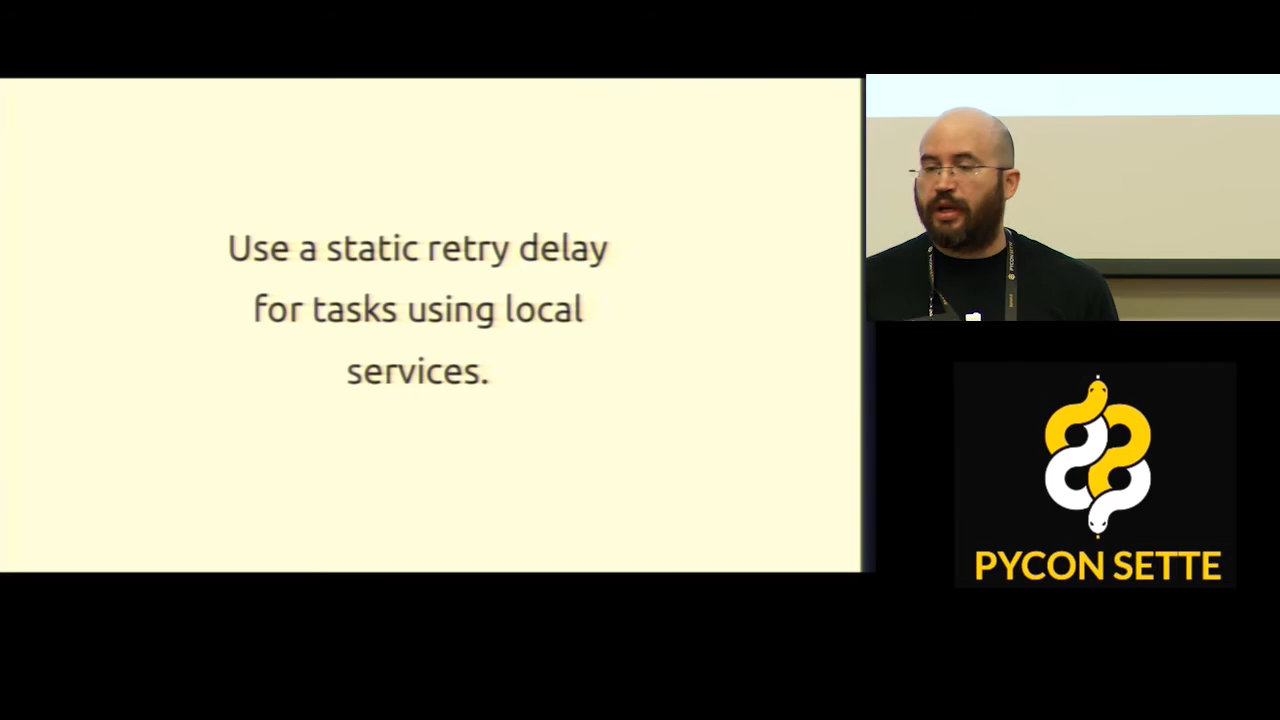 Use a static retry delay
for tasks using local
services.
PYCON SETTE